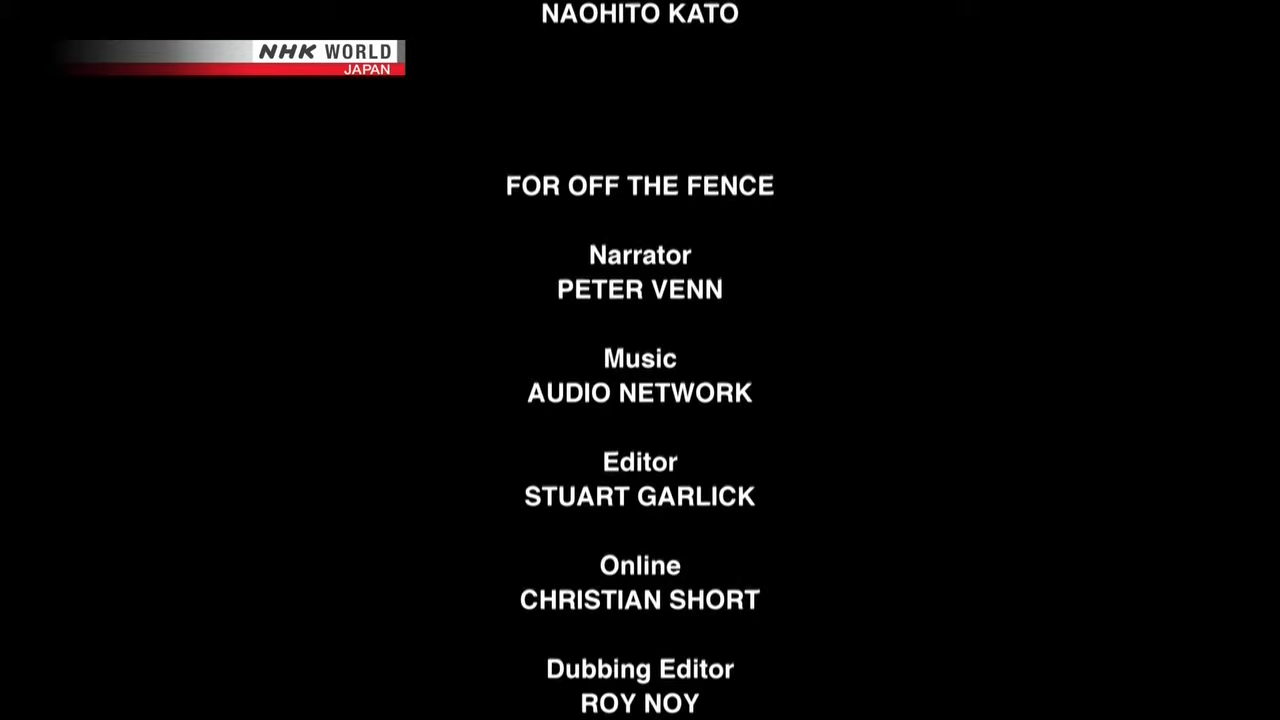 NAOHITO KATO
NHK WORLD
JAPAN
FOR OFF THE FENCE
Narrator
PETER VENN
Music
AUDIO NETWORK
Editor
STUART GARLICK
Online
CHRISTIAN SHORT
Dubbing Editor
ROY NOY